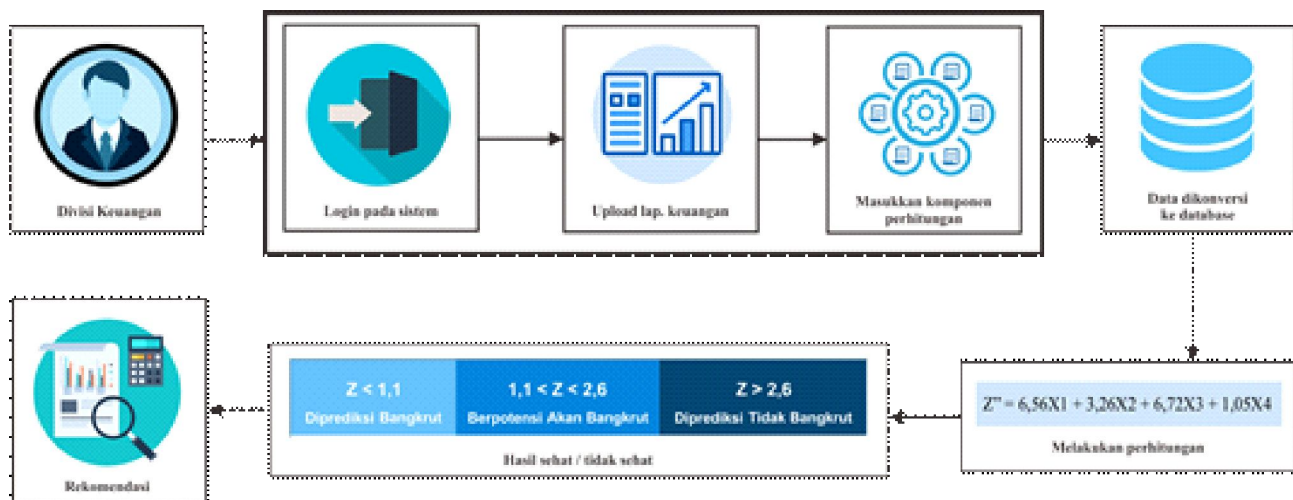 Divisi Keuangan
Login pada sistem
Upload lap. keuangan
Masukkan komponen
perhitungan
Data dikonversi
ke database
Z" = 6,56X1 + 3,26X2 + 6,72X3 + 1,05X4
Melakukan perhitungan
Z < 1,1
Diprediksi Bangkrut
1,1 < Z < 2,6
Berpotensi Akan Bangkrut
Z > 2,6
Diprediksi Tidak Bangkrut
Hasil sehat / tidak sehat
Rekomendasi